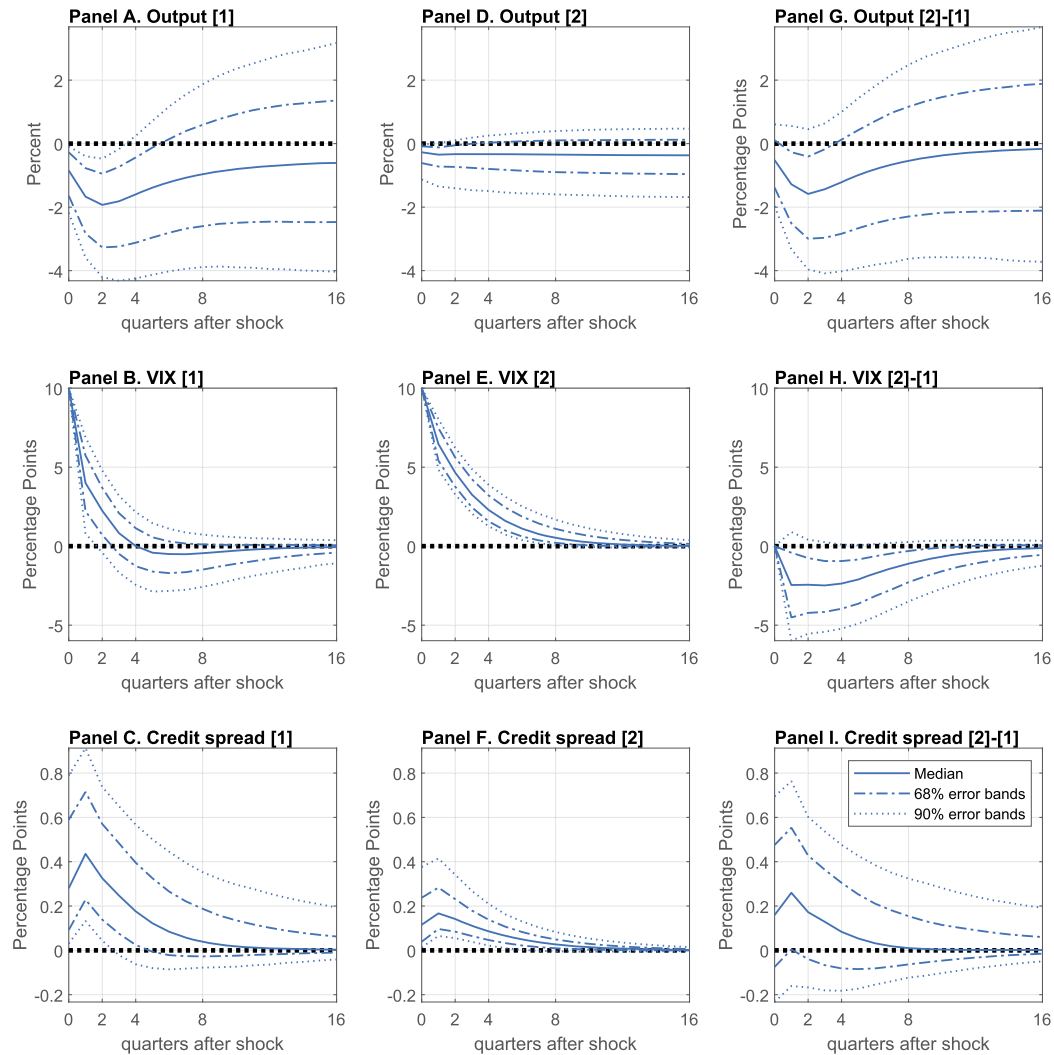 Panel A. Output [1]
Percent
2
0
-2
-4
0 2 4 8 16
quarters after shock
Panel D. Output [2]
Percent
2
0
-2
-4
0 2 4 8 16
quarters after shock
Panel G. Output [2]-[1]
Percentage Points
2
0
-2
-4
0 2 4 8 16
quarters after shock
Panel B. VIX [1]
Percentage Points
10
5
0
-5
0 2 4 8 16
quarters after shock
Panel E. VIX [2]
Percentage Points
10
5
0
-5
0 2 4 8 16
quarters after shock
Panel H. VIX [2]-[1]
Percentage Points
10
5
0
-5
0 2 4 8 16
quarters after shock
Panel C. Credit spread [1]
Percentage Points
0.8
0.6
0.4
0.2
0
-0.2
0 2 4 8 16
quarters after shock
Panel F. Credit spread [2]
Percentage Points
0.8
0.6
0.4
0.2
0
-0.2
0 2 4 8 16
quarters after shock
Panel I. Credit spread [2]-[1]
Median
68% error bands
90% error bands
Percentage Points
0.8
0.6
0.4
0.2
0
-0.2
0 2 4 8 16
quarters after shock